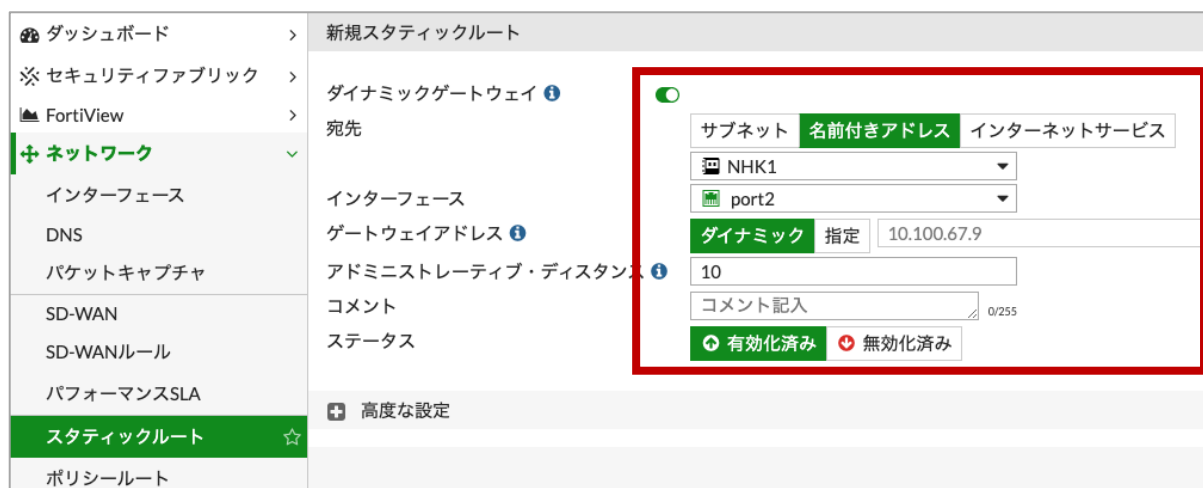 ダッシュボード
セキュリティファブリック
FortiView
ネットワーク
インターフェース
DNS
パケットキャプチャ
SD-WAN
SD-WANルール
パフォーマンスSLA
スタティックルート
ポリシールート
新規スタティックルート
ダイナミックゲートウェイ
宛先
サブネット 名前付きアドレス インターネットサービス
NHK1
インターフェース port2
ゲートウェイアドレス ダイナミック 指定 10.100.67.9
アドミニストレーティブ・ディスタンス 10
コメント コメント記入 0/255
ステータス 有効化済み 無効化済み
高度な設定